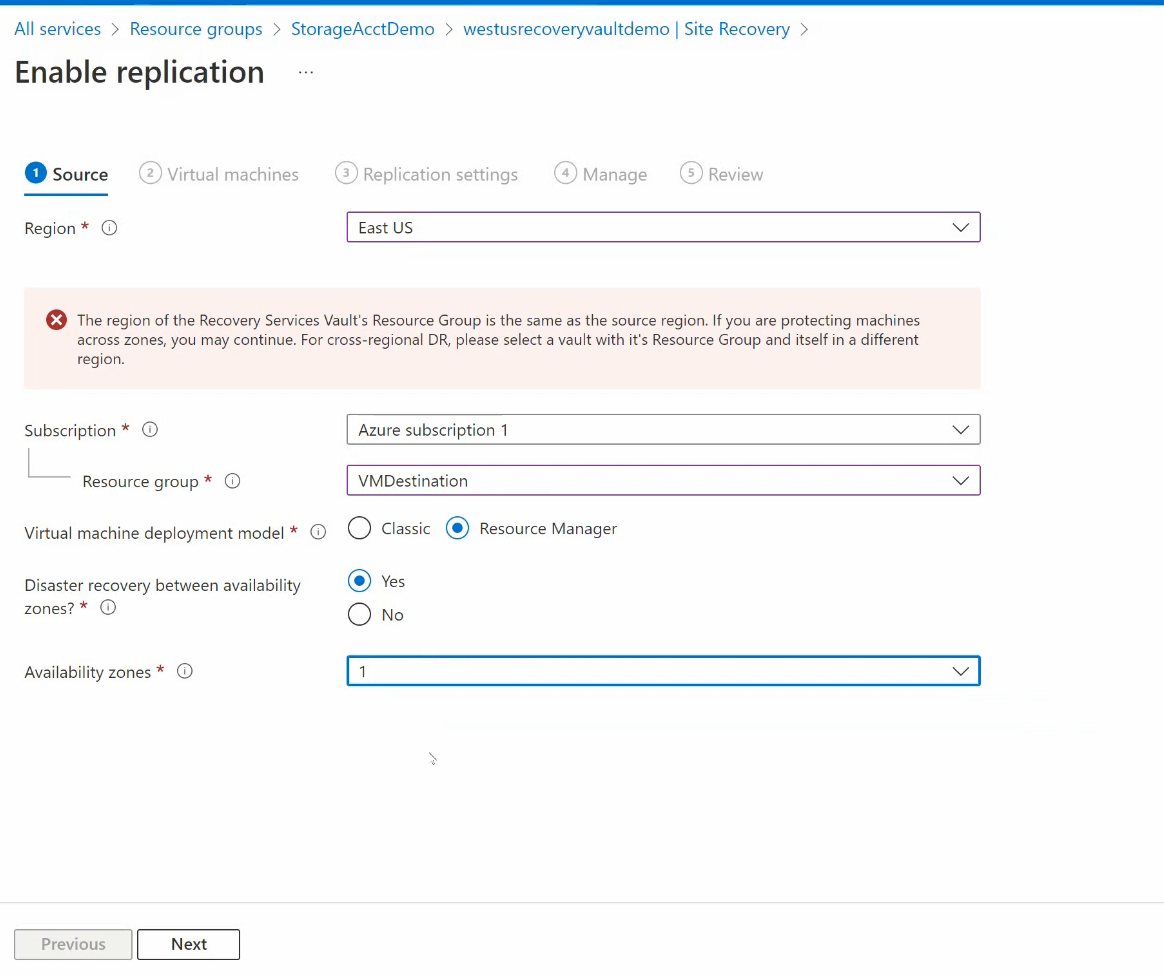 All services > Resource groups > StorageAcctDemo > westusrecoveryvaultdemo | Site Recovery >
Enable replication ...
1 Source 2 Virtual machines 3 Replication settings 4 Manage 5 Review
Region * East US
The region of the Recovery Services Vault's Resource Group is the same as the source region. If you are protecting machines
across zones, you may continue. For cross-regional DR, please select a vault with it's Resource Group and itself in a different
region.
Subscription * Azure subscription 1
Resource group * VMDestination
Virtual machine deployment model * Classic Resource Manager
Disaster recovery between availability
zones? *
Yes
No
Availability zones * 1
Previous Next